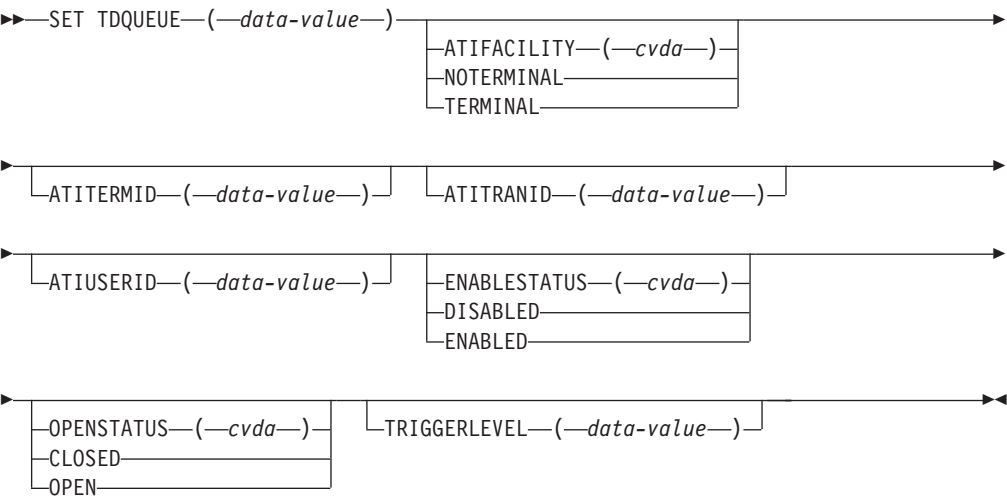 SET TDQUEUE ( data-value )
ATIFACILITY ( cvda )
NOTERMINAL
TERMINAL
ATITERMID ( data-value ) ATITRANID ( data-value )
ATIUSERID ( data-value ) ENABLESTATUS ( cvda )
DISABLED
ENABLED
OPENSTATUS ( cvda ) TRIGGERLEVEL ( data-value )
CLOSED
OPEN